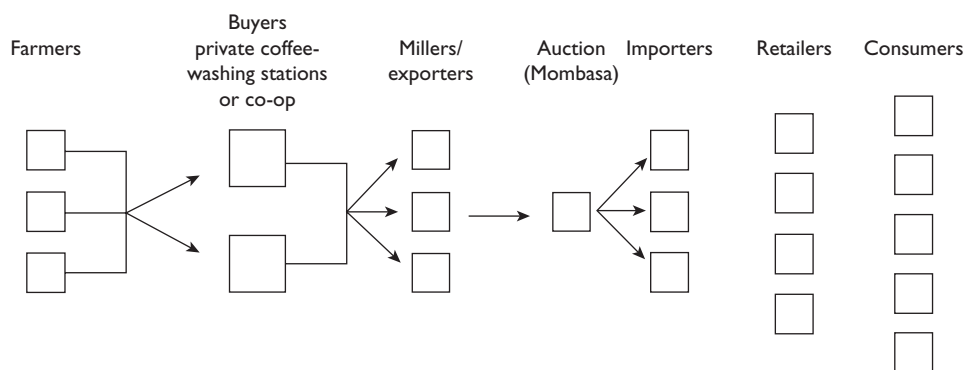 Farmers
Buyers
private coffee-
washing stations
or co-op
Millers/
exporters
Auction
(Mombasa)
Importers
Retailers
Consumers